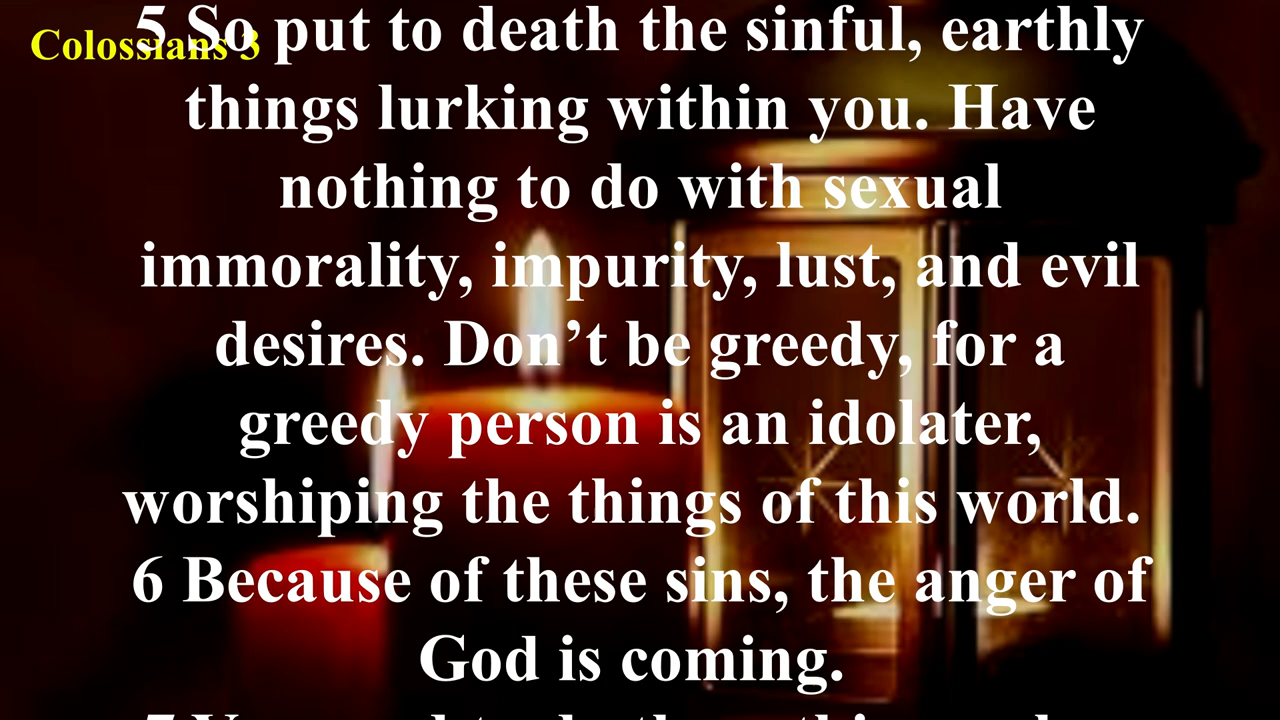 Colossians 3
5 So put to death the sinful, earthly
things lurking within you. Have
nothing to do with sexual
immorality, impurity, lust, and evil
desires. Don’t be greedy, for a
greedy person is an idolater,
worshiping the things of this world.
6 Because of these sins, the anger of
God is coming.